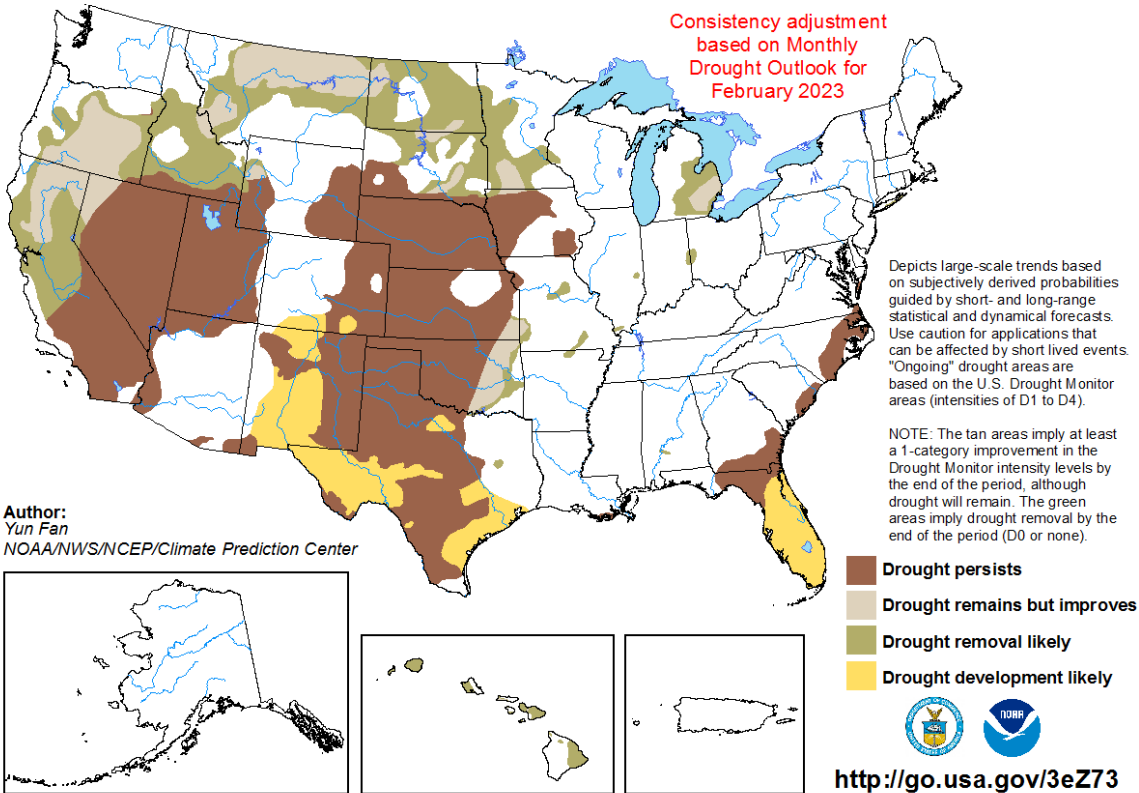 Consistency adjustment
based on Monthly
Drought Outlook for
February 2023
Depicts large-scale trends based
on subjectively derived probabilities
guided by short- and long-range
statistical and dynamical forecasts.
Use caution for applications that
can be affected by short lived events.
"Ongoing" drought areas are
based on the U.S. Drought Monitor
areas (intensities of D1 to D4).
NOTE: The tan areas imply at least
a 1-category improvement in the
Drought Monitor intensity levels by
the end of the period, although
drought will remain. The green
areas imply drought removal by the
end of the period (D0 or none).
Author:
Yun Fan
NOAA/NWS/NCEP/Climate Prediction Center
Drought persists
Drought remains but improves
Drought removal likely
Drought development likely
NOAA
http://go.usa.gov/3eZ73